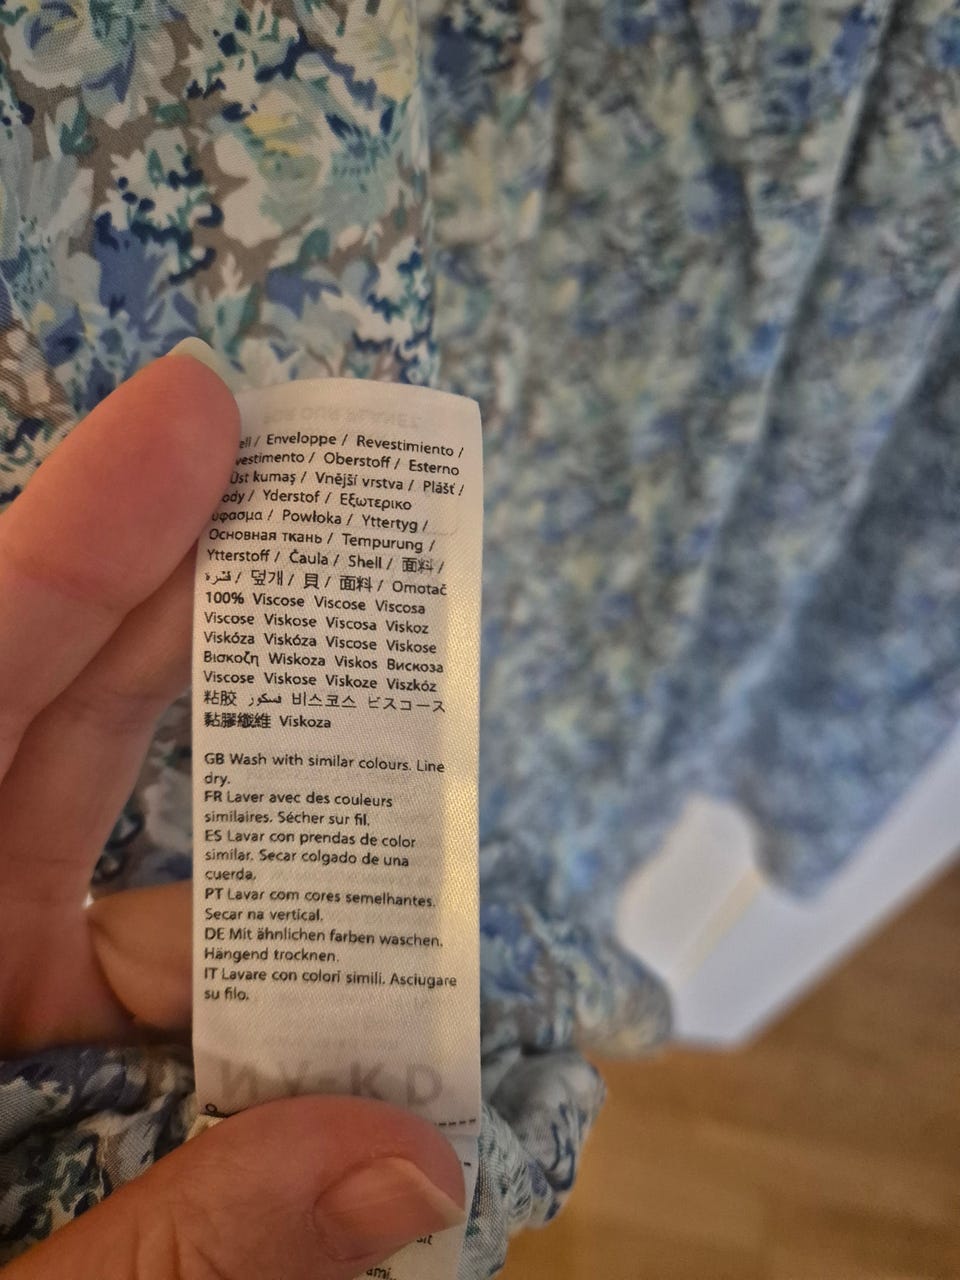 / Enveloppe / Revestimiento /
/ Oberstoff / Esterno
Üst kumaş / Vnější vrstva / Plášť /
/ Yderstof / Εξωτερικο
ύφασμα / Powłoka / Yttertyg /
Основная ткань / Tempurung /
Ytterstoff / Čaula / Shell / 面料 /
قشرة / 덮개 / 貝 / 面料 / Omotač
100% Viscose Viscose Viscosa
Viscose Viskose Viscosa Viskoz
Viskóza Viskóza Viscose Viskose
Βισκοζη Wiskoza Viskos Вискоза
Viscose Viskose Viskoze Viszkóz
粘胶 فسكوز 비스코스 ビスコース
黏膠纖維 Viskoza
GB Wash with similar colours. Line
dry.
FR Laver avec des couleurs
similaires. Sécher sur fil.
ES Lavar con prendas de color
similar. Secar colgado de una
cuerda.
PT Lavar com cores semelhantes.
Secar na vertical.
DE Mit ähnlichen farben waschen.
Hängend trocknen.
IT Lavare con colori simili. Asciugare
su filo.